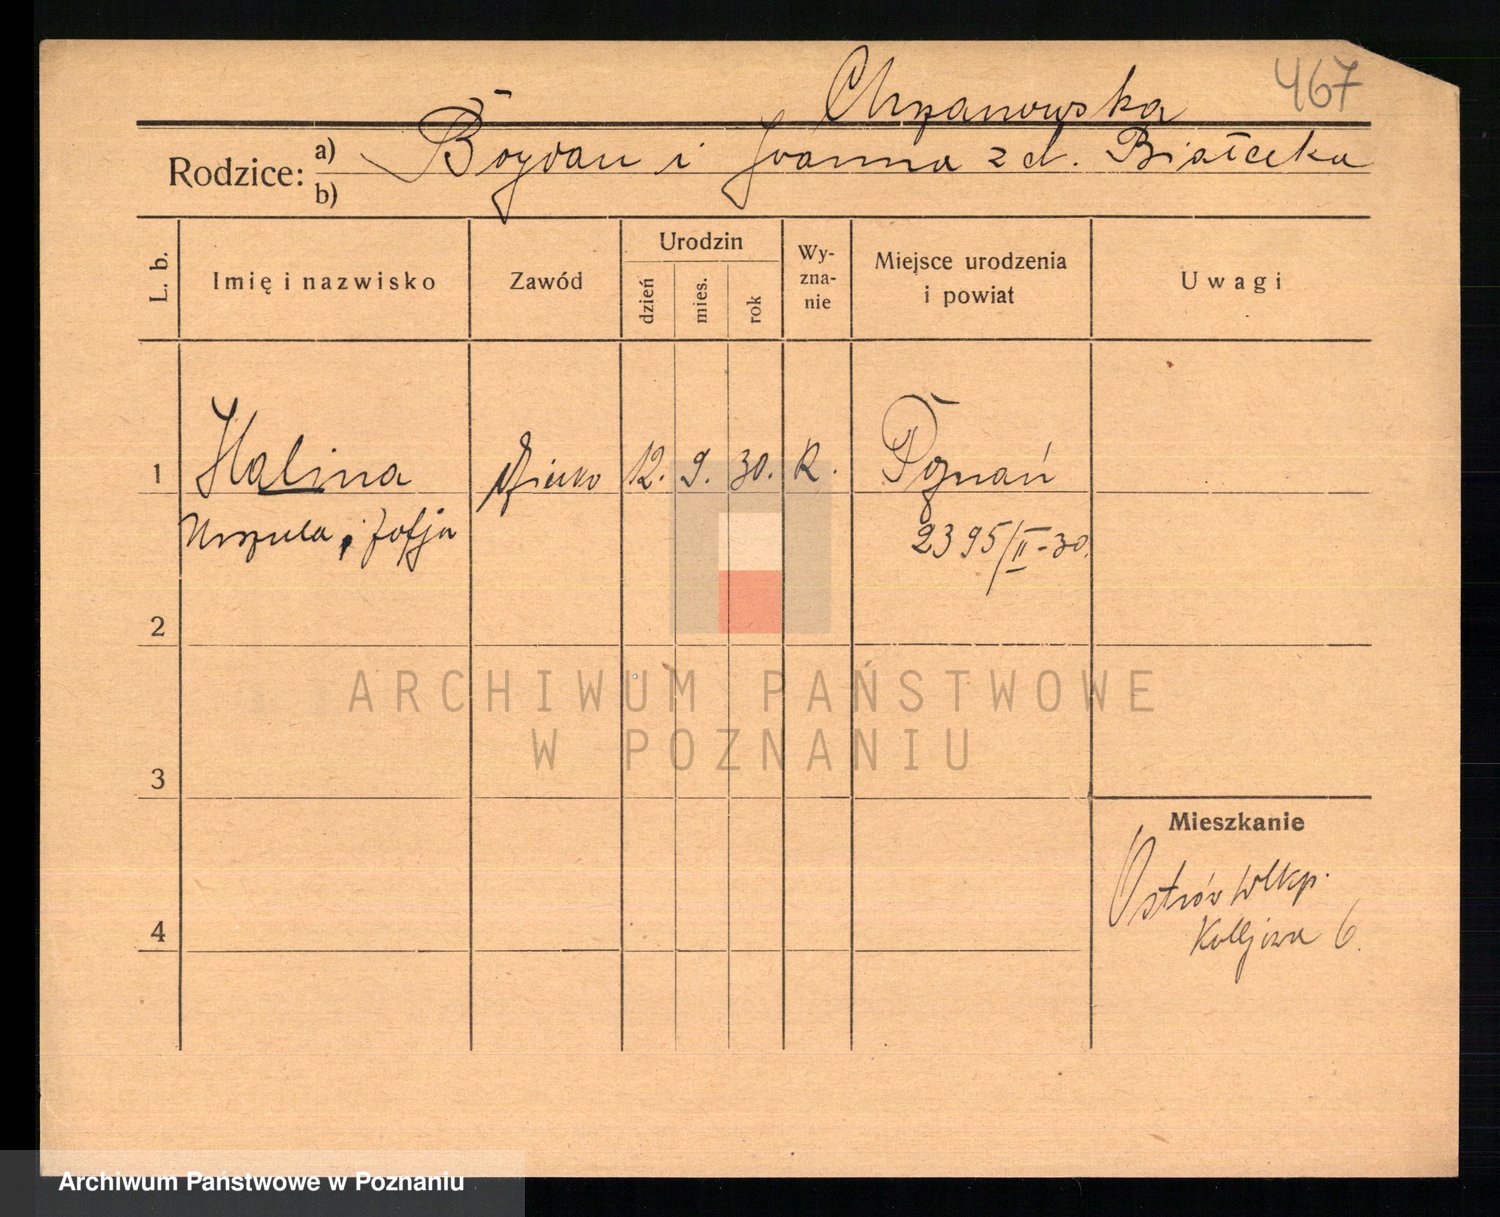 Chrzanowska 467
Rodzice: a) Bogdan i Joanna z d. Białecka
b)
L. b.
Imię i nazwisko
Zawód
Urodzin
dzień
mies.
rok
Wy-
zna-
nie
Miejsce urodzenia
i powiat
Uwagi
1 Halina dziecko 12. 9. 30. R. Poznań
Urszula, Zofja 2395/II-30.
2
3
4
ARCHIWUM PAŃSTWOWE
W POZNANIU
Mieszkanie
Ostrów Wlkp.
6.
Archiwum Państwowe w Poznaniu